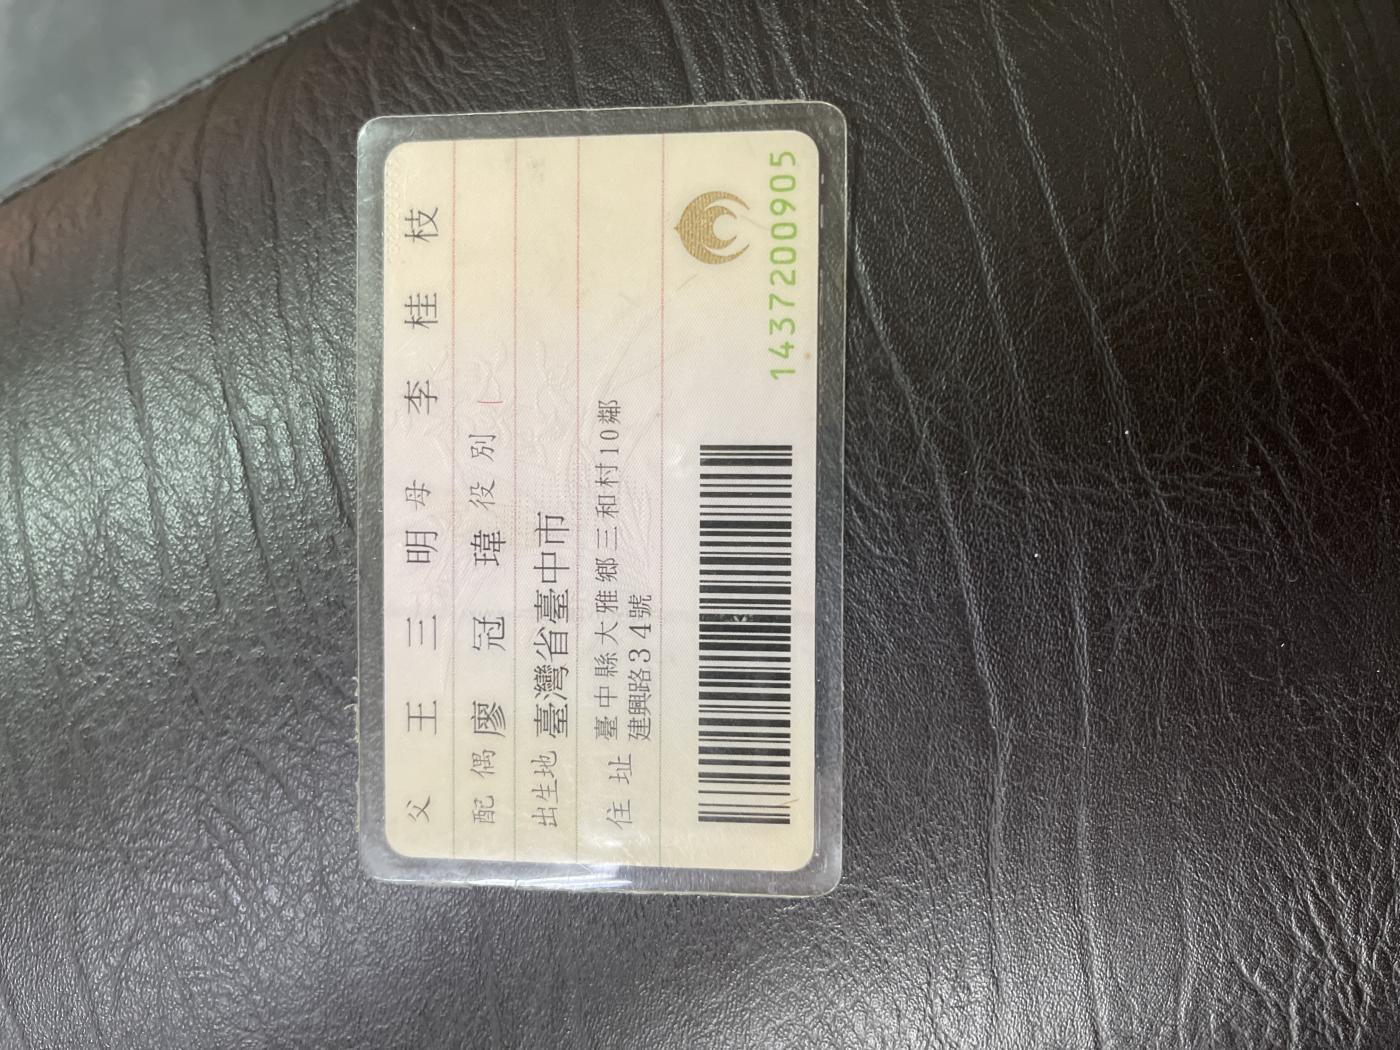 父 王三明 母 李桂枝
配偶 廖冠瑋 役別
出生地 臺灣省臺中市
住址 臺中縣大雅鄉三和村10鄰
建興路34號
1437200905